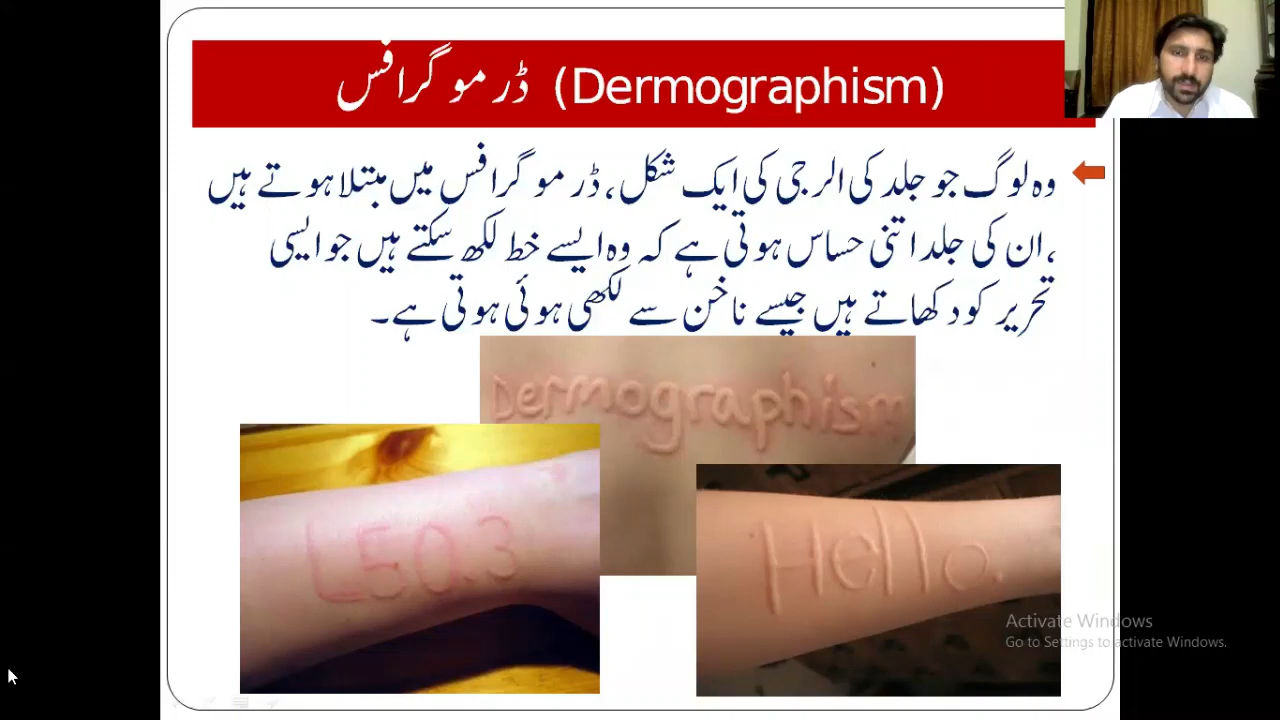 ڈرموگرافس (Dermographism)
وہ لوگ جو جلد کی الرجی کی ایک شکل، ڈرموگرافس میں مبتلا ہوتے ہیں
، ان کی جلد اتنی حساس ہوتی ہے کہ وہ ایسے خط لکھ سکتے ہیں جو ایسی
تحریر کو دکھاتے ہیں جیسے ناخن سے لکھی ہوئی ہوتی ہے۔
Dermographism
L50.3
Hello.
Activate Windows
Go to Settings to activate Windows.